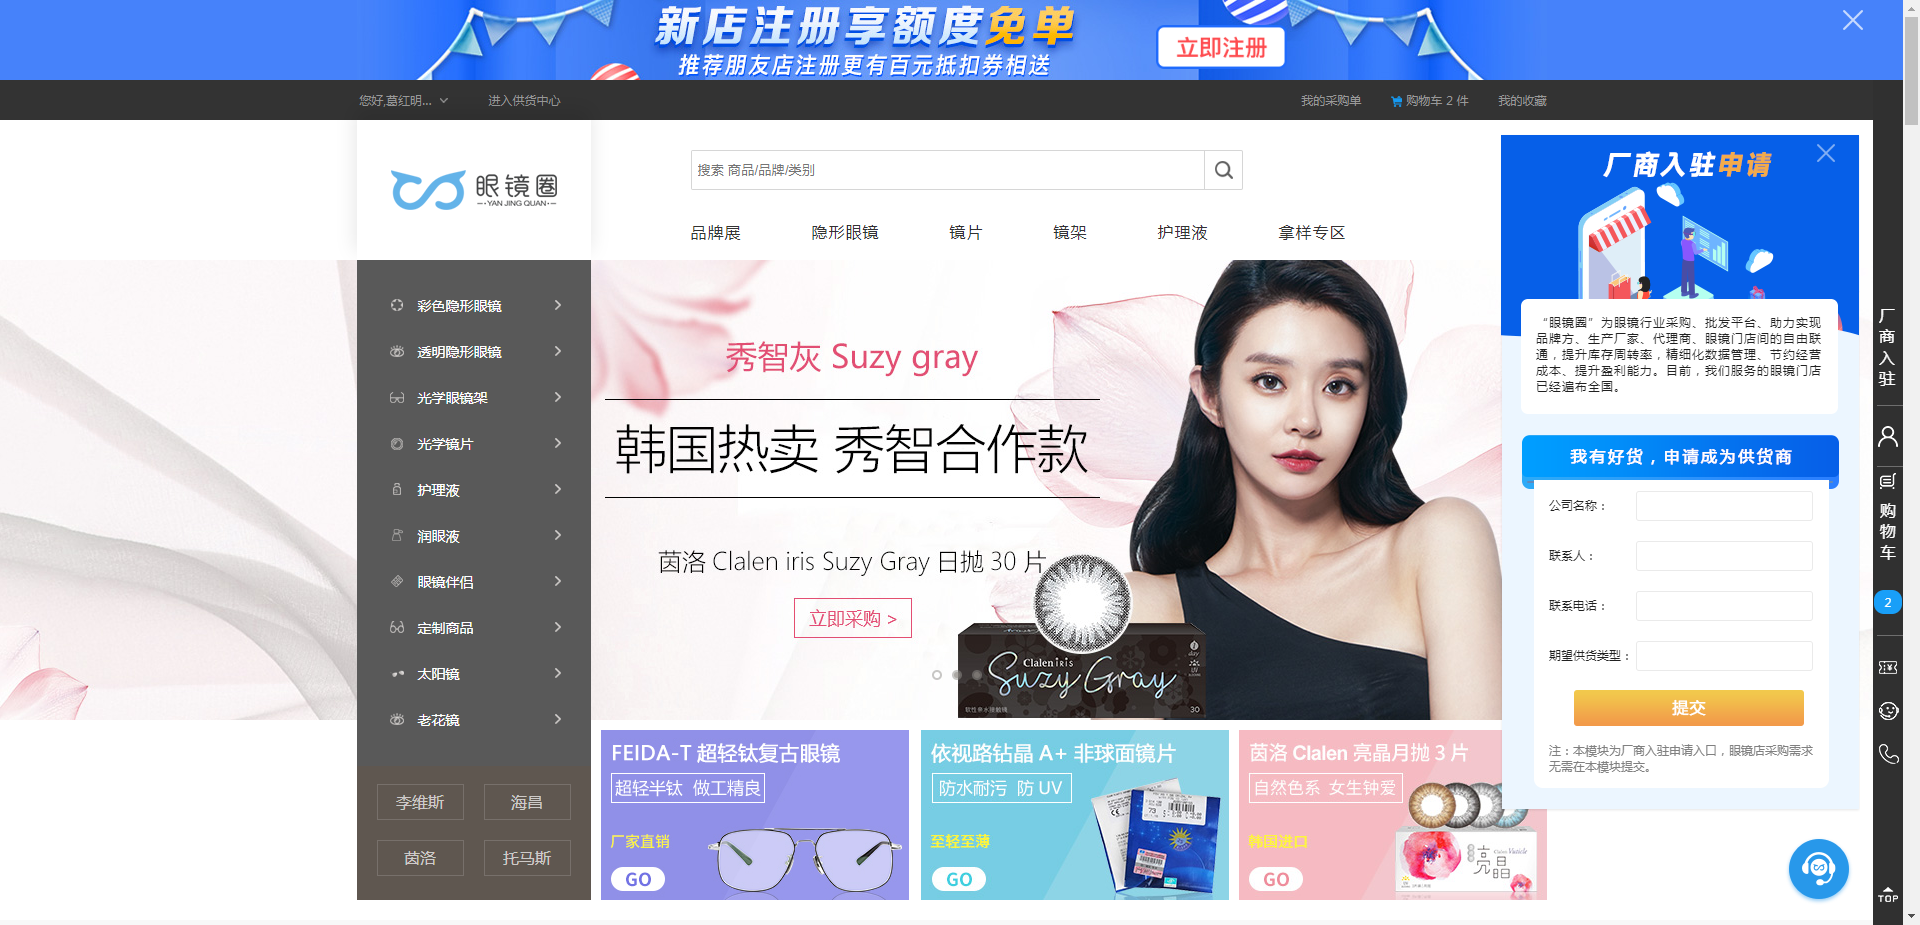 新店注册享额度免单
推荐朋友店注册更有百元抵扣券相送
立即注册
您好,葛红明...
进入供货中心
我的采购单
购物车 2 件
我的收藏
眼镜圈
YAN JING QUAN
搜索 商品/品牌/类别
品牌展
隐形眼镜
镜片
镜架
护理液
拿样专区
彩色隐形眼镜
透明隐形眼镜
光学眼镜架
光学镜片
护理液
润眼液
眼镜伴侣
定制商品
太阳镜
老花镜
李维斯
海昌
茵洛
托马斯
秀智灰 Suzy gray
韩国热卖 秀智合作款
茵洛 Clalen iris Suzy Gray 日抛 30 片
立即采购 >
Clalen iris
Suzy Gray
30
FEIDA-T 超轻钛复古眼镜
超轻半钛 做工精良
厂家直销
GO
依视路钻晶 A+ 非球面镜片
防水耐污 防 UV
至轻至薄
GO
茵洛 Clalen 亮晶月抛 3 片
自然色系 女生钟爱
韩国进口
GO
亮晶
厂商入驻申请
“眼镜圈”为眼镜行业采购、批发平台、助力实现
品牌方、生产厂家、代理商、眼镜门店间的自由联
通，提升库存周转率，精细化数据管理、节约经营
成本、提升盈利能力。目前，我们服务的眼镜门店
已经遍布全国。
我有好货，申请成为供货商
公司名称：
联系人：
联系电话：
期望供货类型：
提交
注：本模块为厂商入驻申请入口，眼镜店采购需求
无需在本模块提交。
厂商入驻
购物车
2
TOP